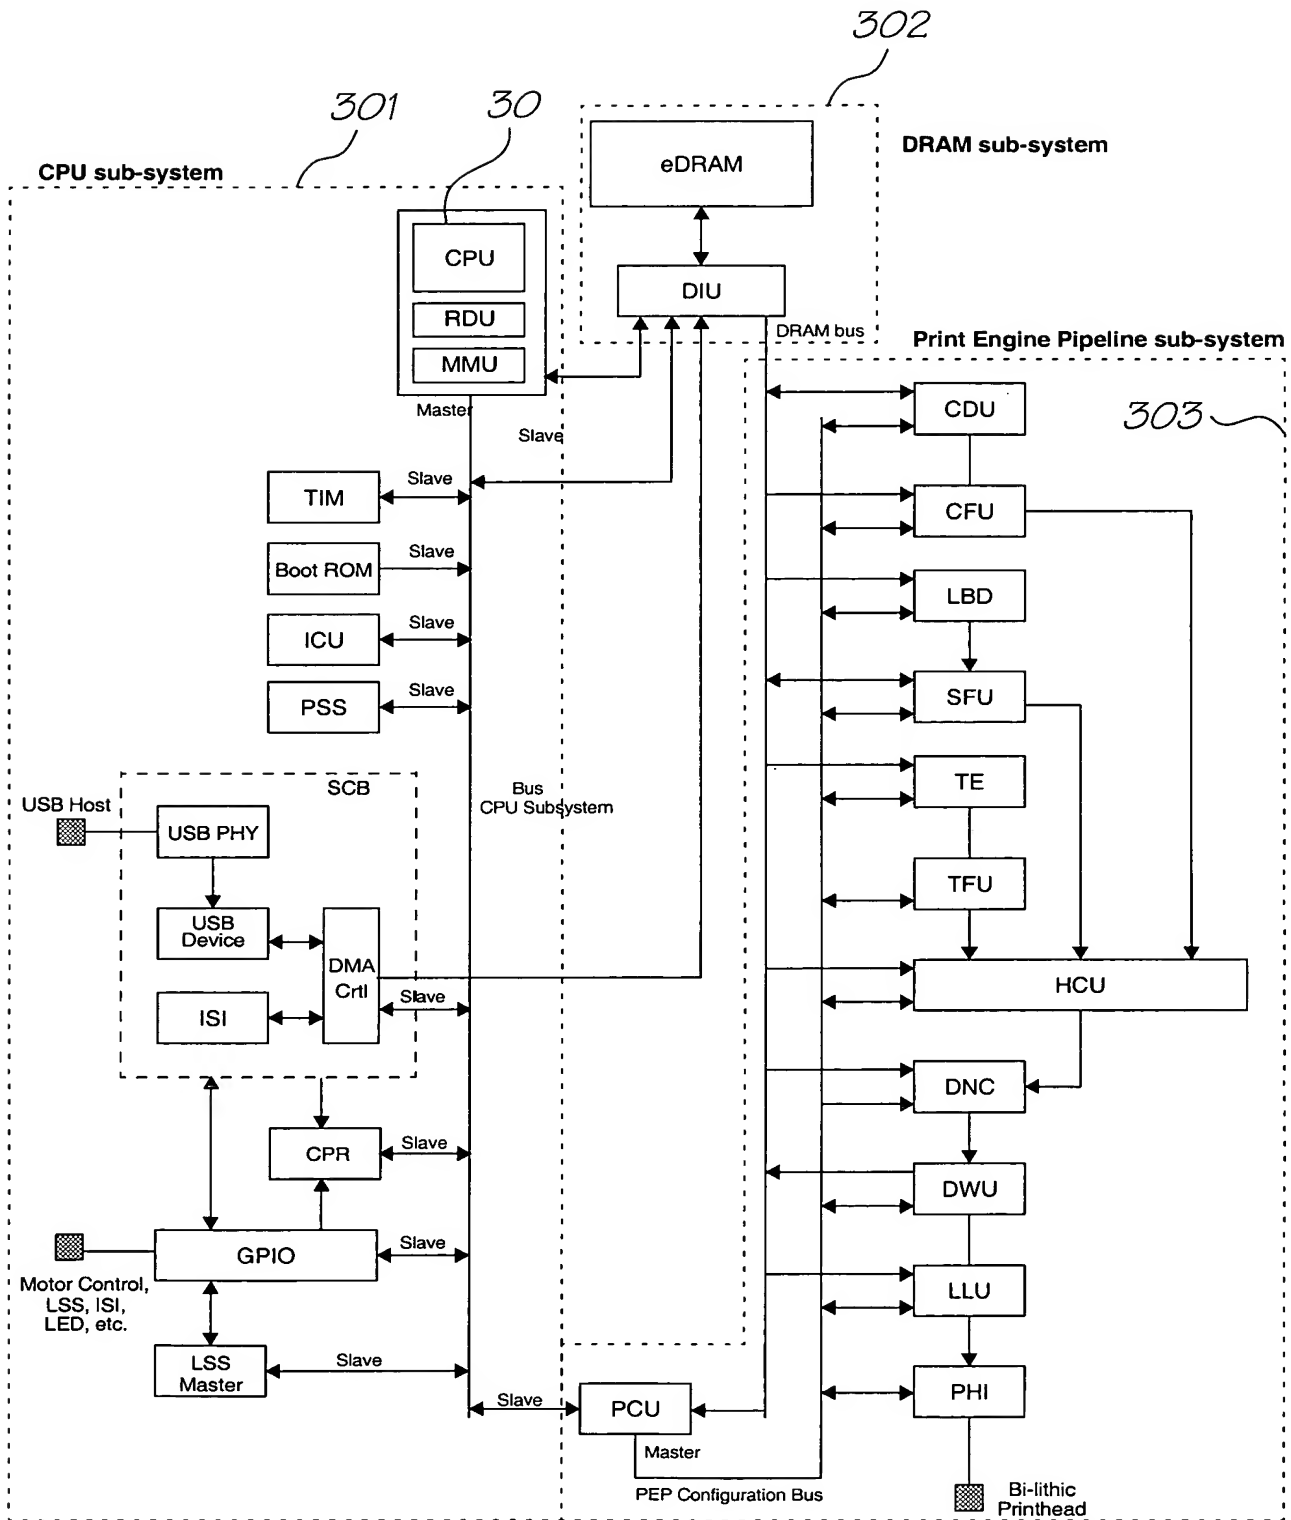 302
301
30
DRAM sub-system
CPU sub-system
eDRAM
CPU
DIU
RDU
DRAM bus
Print Engine Pipeline sub-system
MMU
Master
CDU
303
Slave
Slave
TIM
CFU
Slave
Boot ROM
LBD
Slave
ICU
Slave
PSS
SFU
SCB
Bus
CPU Subsystem
TE
USB Host
USB PHY
TFU
USB
Device
DMA
Crtl
HCU
Slave
ISI
DNC
Slave
CPR
DWU
Slave
GPIO
Motor Control,
LSS, ISI,
LED, etc.
LLU
Slave
LSS
Master
PHI
Slave
PCU
Master
PEP Configuration Bus
Bi-lithic
Printhead